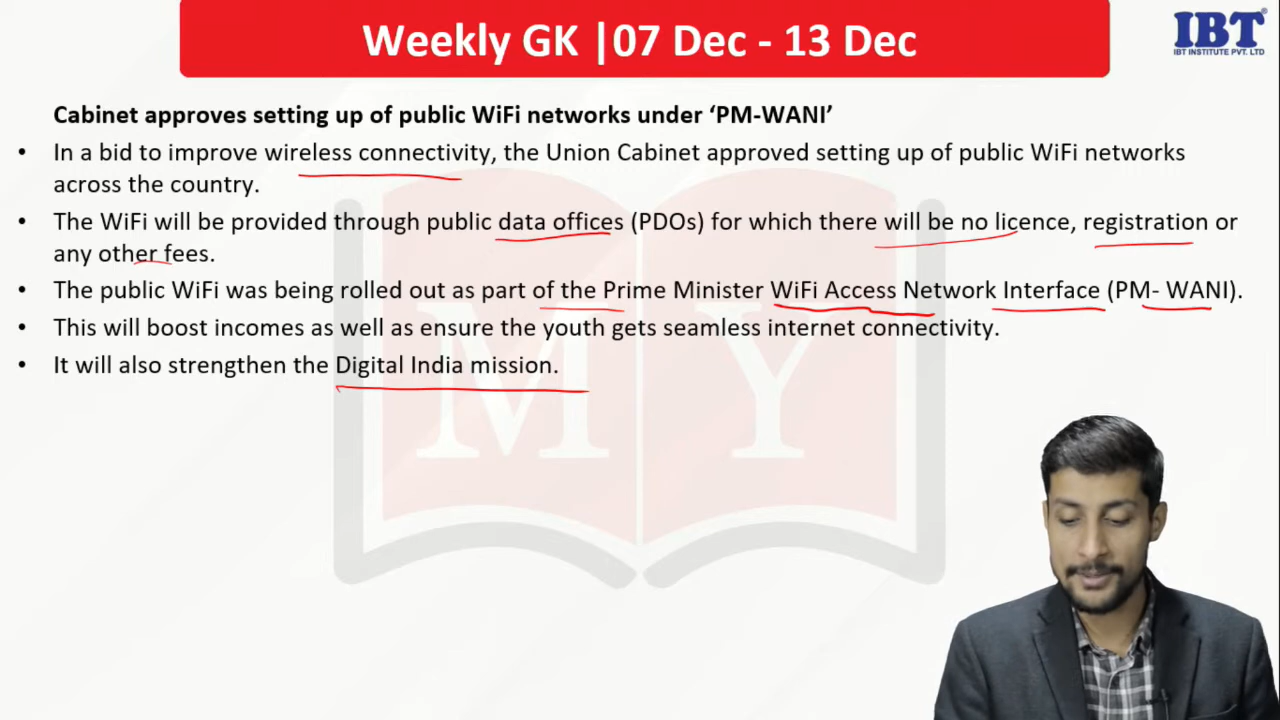 Weekly GK |07 Dec - 13 Dec
IBT
IBT INSTITUTE PVT. LTD
Cabinet approves setting up of public WiFi networks under ‘PM-WANI’
• In a bid to improve wireless connectivity, the Union Cabinet approved setting up of public WiFi networks
across the country.
• The WiFi will be provided through public data offices (PDOs) for which there will be no licence, registration or
any other fees.
• The public WiFi was being rolled out as part of the Prime Minister WiFi Access Network Interface (PM- WANI).
• This will boost incomes as well as ensure the youth gets seamless internet connectivity.
• It will also strengthen the Digital India mission.
M Y